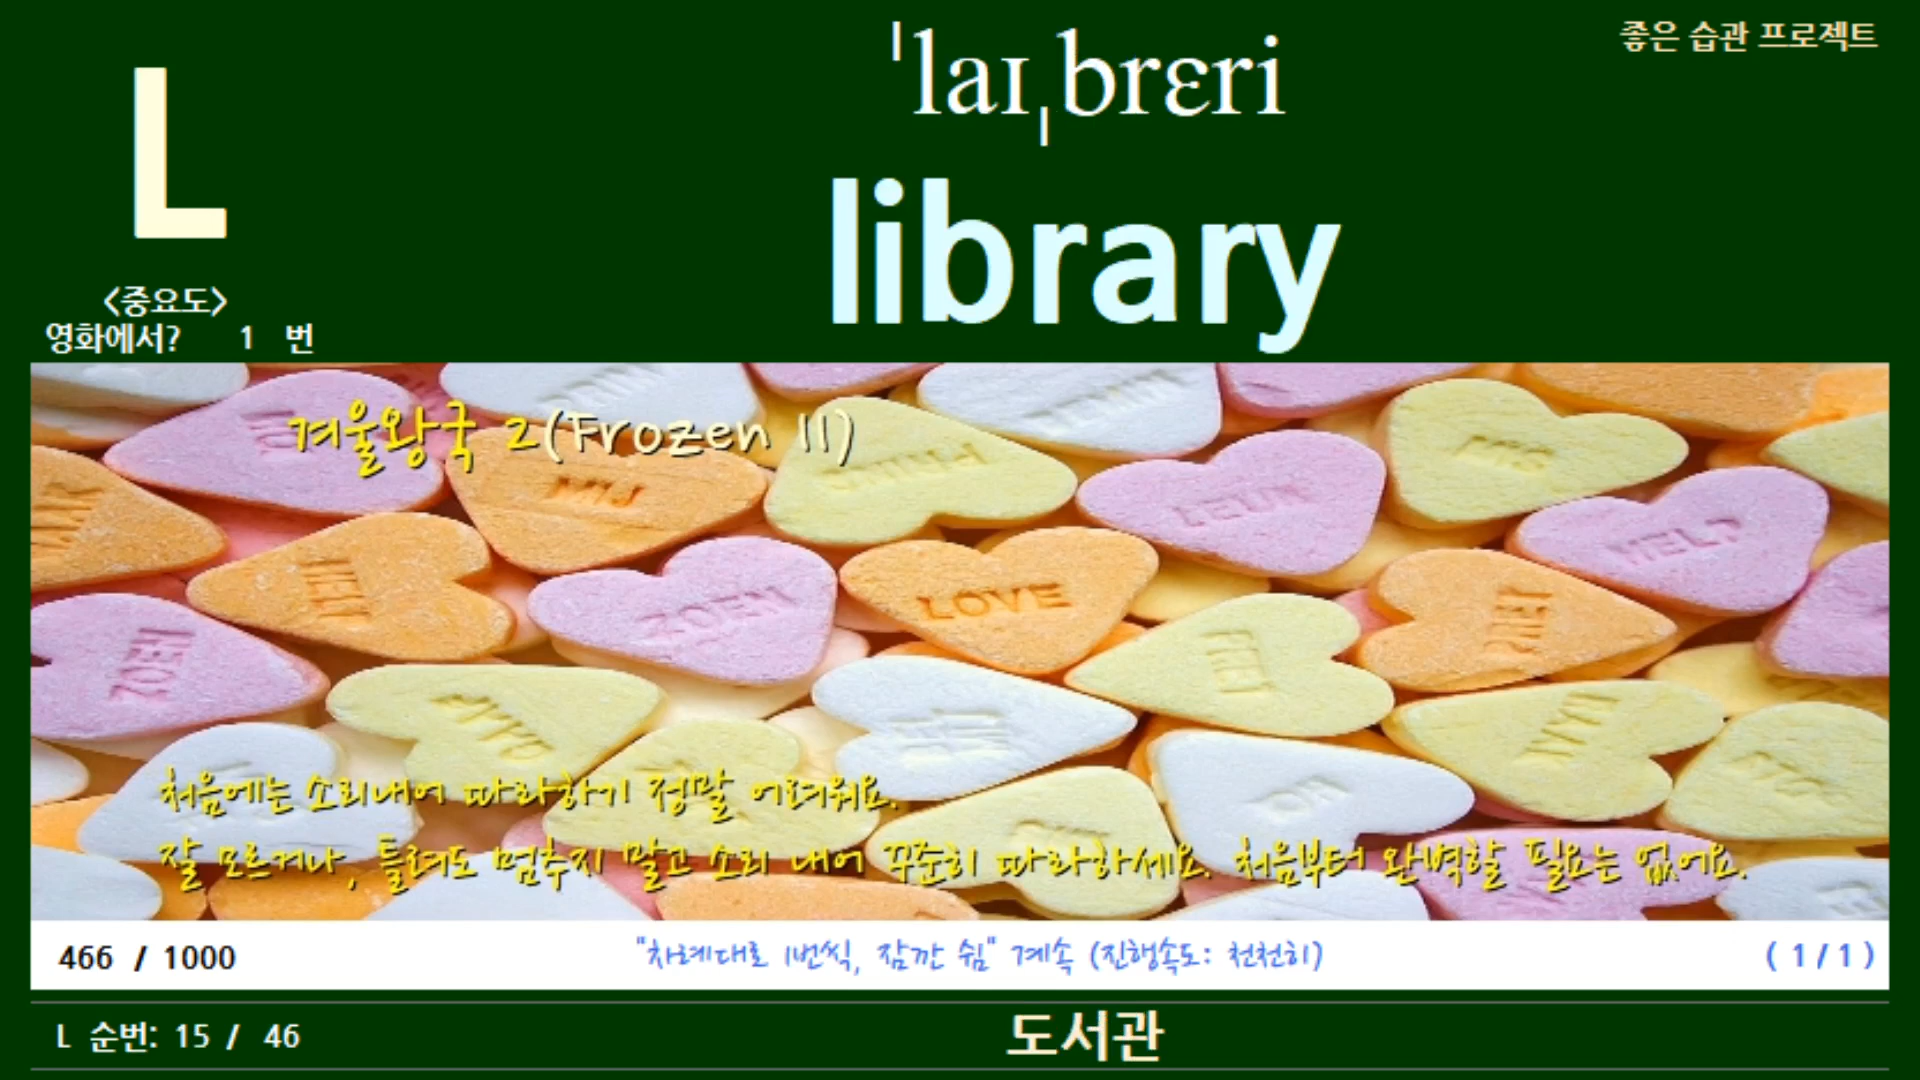 좋은 습관 프로젝트
L
ˈlaɪˌbrɛri
library
<중요도>
영화에서? 1 번
겨울왕국 2(Frozen II)
LOVE
ZOEN
처음에는 소리내어 따라하기 정말 어려워요.
잘 모르거나, 틀려도 멈추지 말고 소리 내어 꾸준히 따라하세요. 처음부터 완벽할 필요는 없어요.
466 / 1000
"차례대로 1번씩, 잠깐 쉼" 계속 (진행속도: 천천히)
( 1 / 1 )
L 순번: 15 / 46
도서관